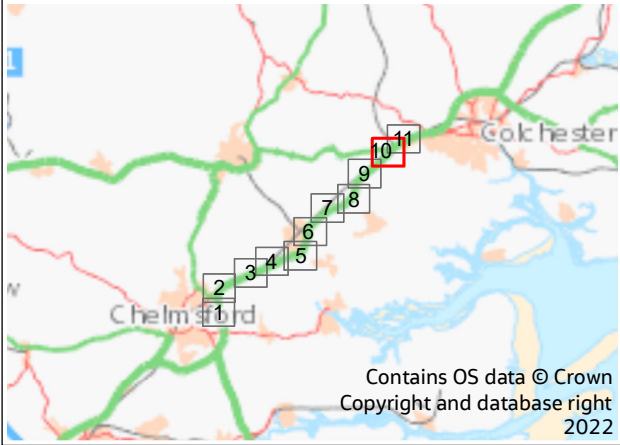 1
Colchester
11
10
9
8
7
6
5
4
3
2
1
Chelmsford
w
Contains OS data © Crown
Copyright and database right
2022